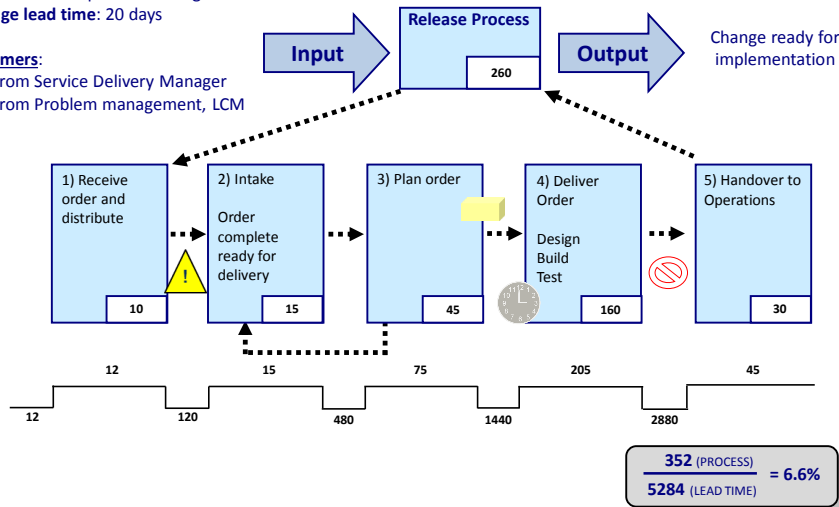 ge lead time: 20 days
mers:
rom Service Delivery Manager
rom Problem management, LCM
Input
Release Process
260
Output
Change ready for
implementation
1) Receive
order and
distribute
10
!
2) Intake
Order
complete
ready for
delivery
15
3) Plan order
45
4) Deliver
Order
Design
Build
Test
160
5) Handover to
Operations
30
12
15
75
205
45
12
120
480
1440
2880
352 (PROCESS)
5284 (LEAD TIME)
= 6.6%